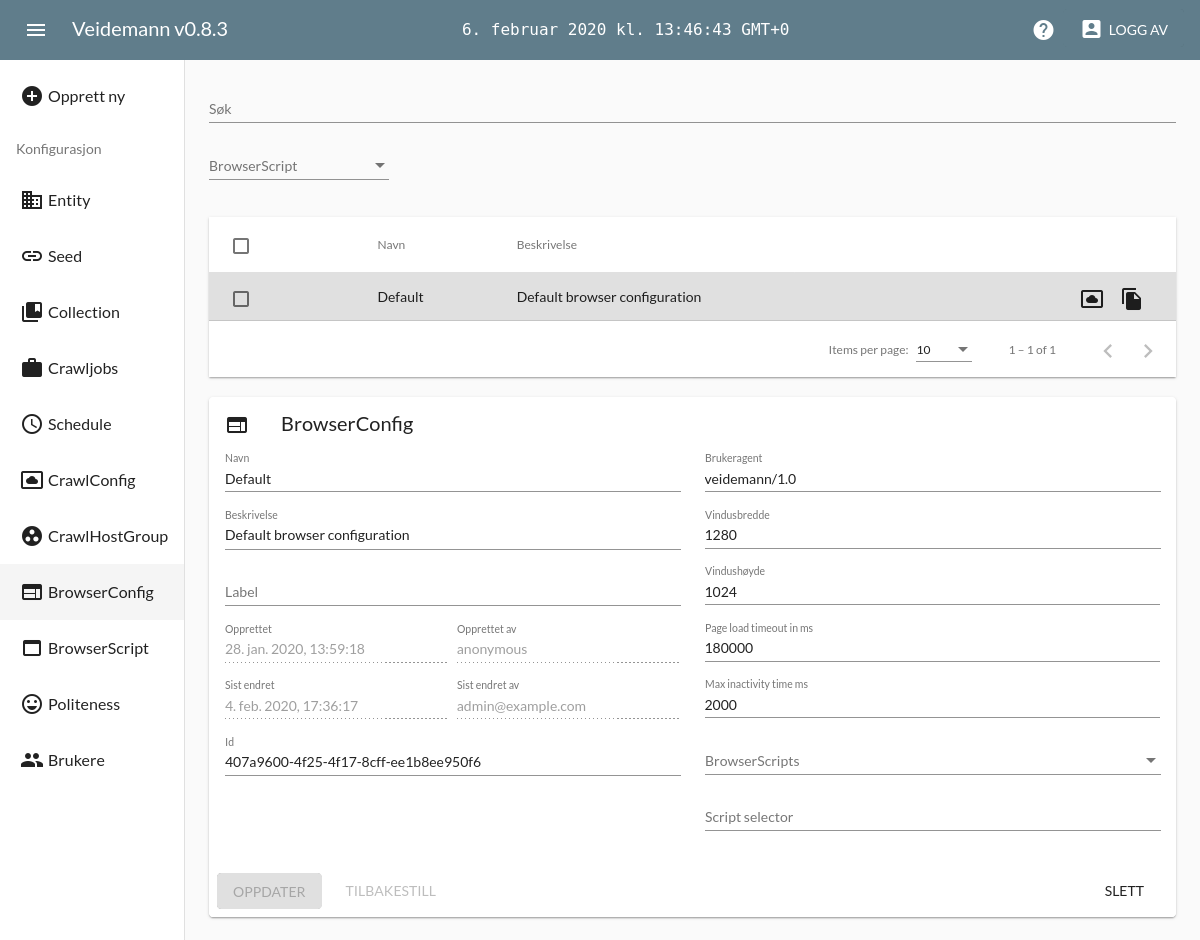 Veidemann v0.8.3
6. februar 2020 kl. 13:46:43 GMT+0
LOGG AV
Opprett ny
Konfigurasjon
Entity
Seed
Collection
Crawljobs
Schedule
CrawlConfig
CrawlHostGroup
BrowserConfig
BrowserScript
Politeness
Brukere
Søk
BrowserScript
Navn Beskrivelse
Default Default browser configuration
Items per page: 10 1 – 1 of 1
BrowserConfig
Navn
Default
Beskrivelse
Default browser configuration
Label
Opprettet Opprettet av
28. jan. 2020, 13:59:18 anonymous
Sist endret Sist endret av
4. feb. 2020, 17:36:17 admin@example.com
Id
407a9600-4f25-4f17-8cff-ee1b8ee950f6
Brukeragent
veidemann/1.0
Vindusbredde
1280
Vindushøyde
1024
Page load timeout in ms
180000
Max inactivity time ms
2000
BrowserScripts
Script selector
OPPDATER TILBAKESTILL SLETT